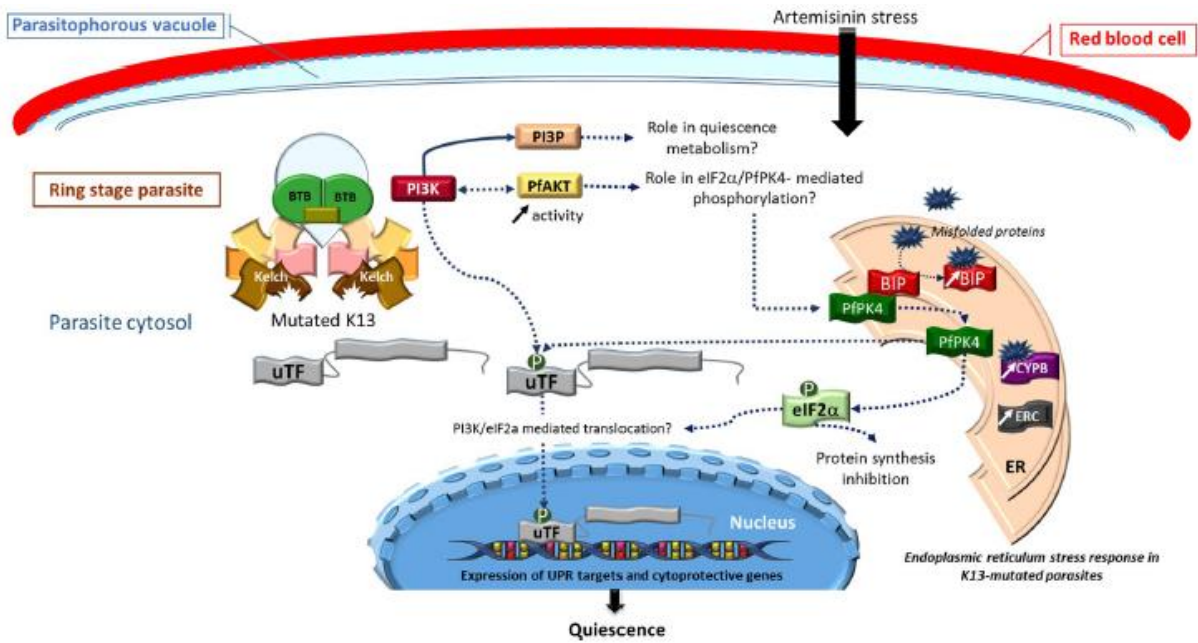 Parasitophorous vacuole
Artemisinin stress
Red blood cell
Ring stage parasite
BTB
BTB
Kelch
Kelch
Mutated K13
PI3K
PI3P
Role in quiescence
metabolism?
PfAKT
activity
Role in eIF2α/PfPK4- mediated
phosphorylation?
Misfolded proteins
BIP
BIP
PfPK4
PfPK4
CYPB
ERC
ER
Parasite cytosol
uTF
P
uTF
P
eIF2α
PI3K/eIF2a mediated translocation?
Protein synthesis
inhibition
Nucleus
P
uTF
Expression of UPR targets and cytoprotective genes
Endoplasmic reticulum stress response in
K13-mutated parasites
Quiescence